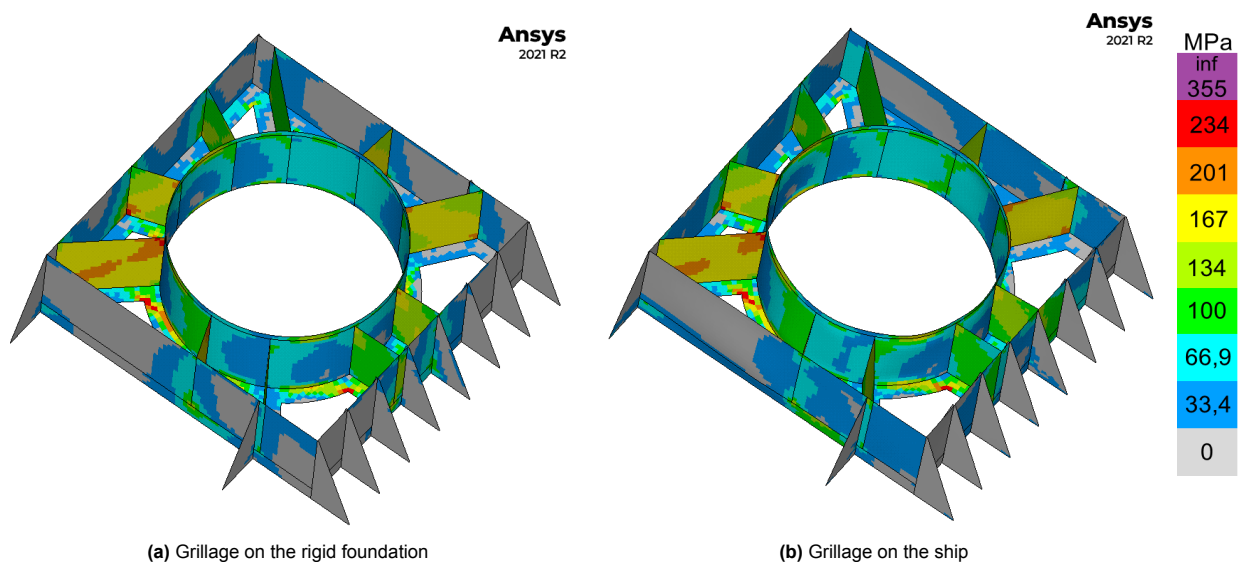 Ansys
2021 R2
Ansys
2021 R2
MPa
inf
355
234
201
167
134
100
66,9
33,4
0
(a) Grillage on the rigid foundation
(b) Grillage on the ship